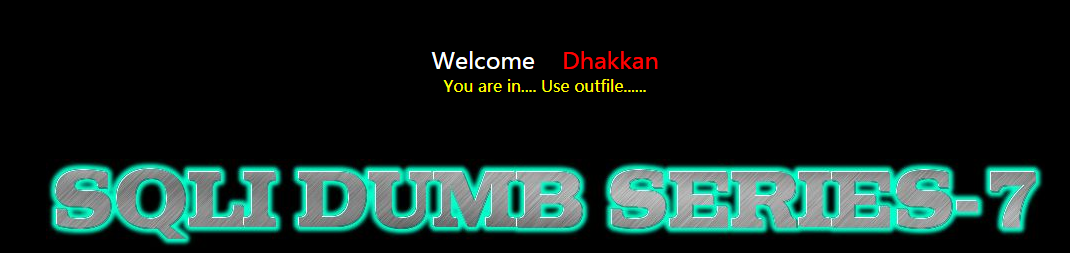 Welcome Dhakkan
You are in.... Use outfile......
SQLI DUMB SERIES-7